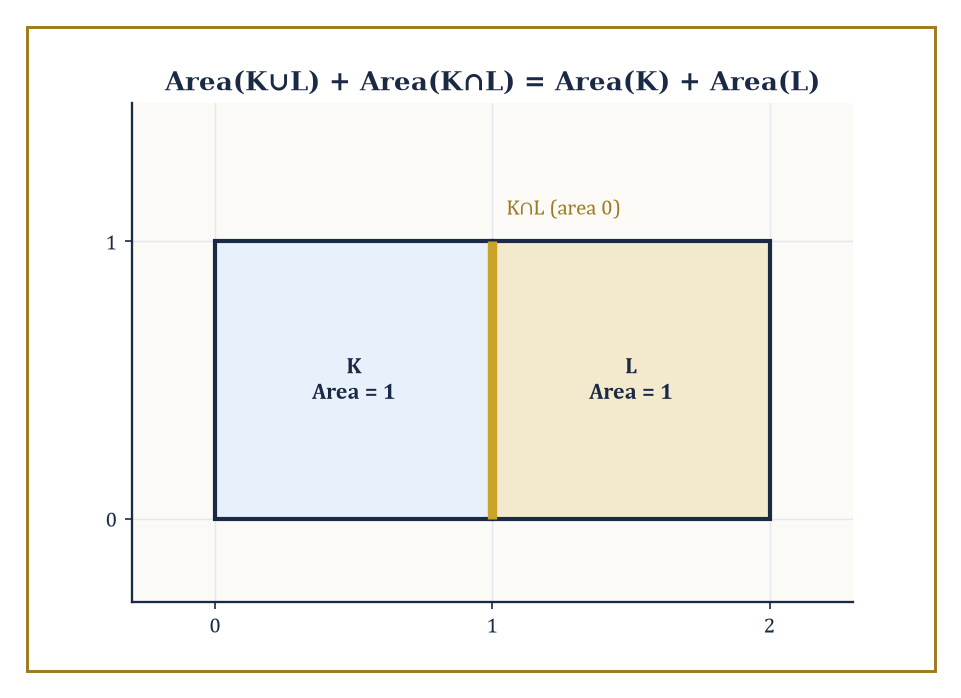 Area(K∪L) + Area(K∩L) = Area(K) + Area(L)
K∩L (area 0)
1
K
Area = 1
L
Area = 1
0
0
1
2